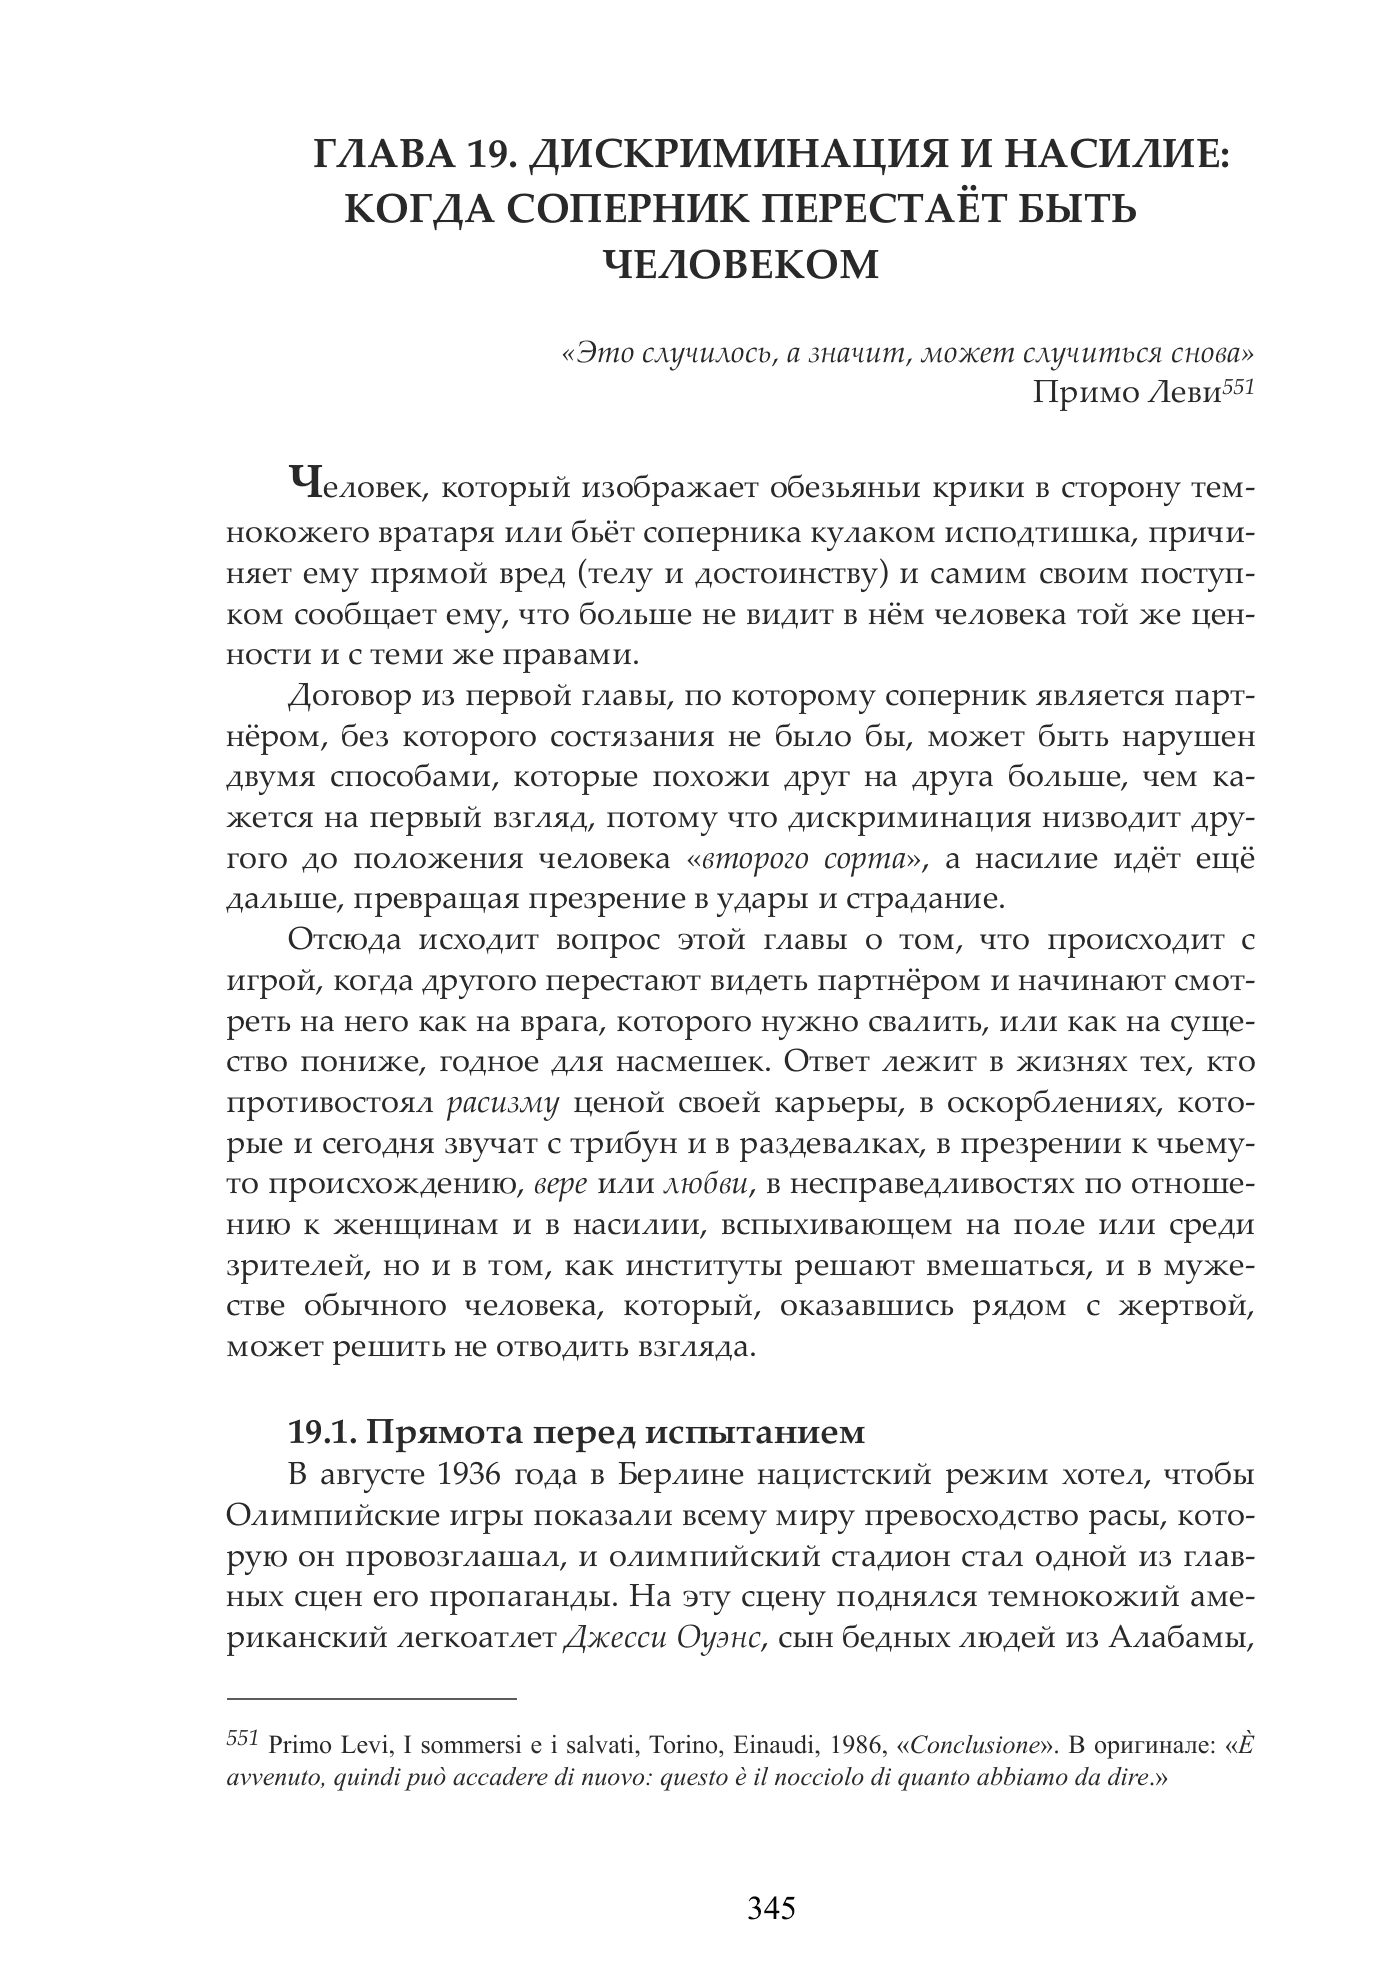 ГЛАВА 19. ДИСКРИМИНАЦИЯ И НАСИЛИЕ:
КОГДА СОПЕРНИК ПЕРЕСТАЁТ БЫТЬ
ЧЕЛОВЕКОМ
«Это случилось, а значит, может случиться снова»
Примо Леви551
Человек, который изображает обезьяньи крики в сторону тем-
нокожего вратаря или бьёт соперника кулаком исподтишка, причи-
няет ему прямой вред (телу и достоинству) и самим своим поступ-
ком сообщает ему, что больше не видит в нём человека той же цен-
ности и с теми же правами.
Договор из первой главы, по которому соперник является парт-
нёром, без которого состязания не было бы, может быть нарушен
двумя способами, которые похожи друг на друга больше, чем ка-
жется на первый взгляд, потому что дискриминация низводит дру-
гого до положения человека «второго сорта», а насилие идёт ещё
дальше, превращая презрение в удары и страдание.
Отсюда исходит вопрос этой главы о том, что происходит с
игрой, когда другого перестают видеть партнёром и начинают смот-
реть на него как на врага, которого нужно свалить, или как на суще-
ство пониже, годное для насмешек. Ответ лежит в жизнях тех, кто
противостоял расизму ценой своей карьеры, в оскорблениях, кото-
рые и сегодня звучат с трибун и в раздевалках, в презрении к чьему-
то происхождению, вере или любви, в несправедливостях по отноше-
нию к женщинам и в насилии, вспыхивающем на поле или среди
зрителей, но и в том, как институты решают вмешаться, и в муже-
стве обычного человека, который, оказавшись рядом с жертвой,
может решить не отводить взгляда.
19.1. Прямота перед испытанием
В августе 1936 года в Берлине нацистский режим хотел, чтобы
Олимпийские игры показали всему миру превосходство расы, кото-
рую он провозглашал, и олимпийский стадион стал одной из глав-
ных сцен его пропаганды. На эту сцену поднялся темнокожий аме-
риканский легкоатлет Джесси Оуэнс, сын бедных людей из Алабамы,
551 Primo Levi, I sommersi e i salvati, Torino, Einaudi, 1986, «Conclusione». В оригинале: «È
avvenuto, quindi può accadere di nuovo: questo è il nocciolo di quanto abbiamo da dire.»
345